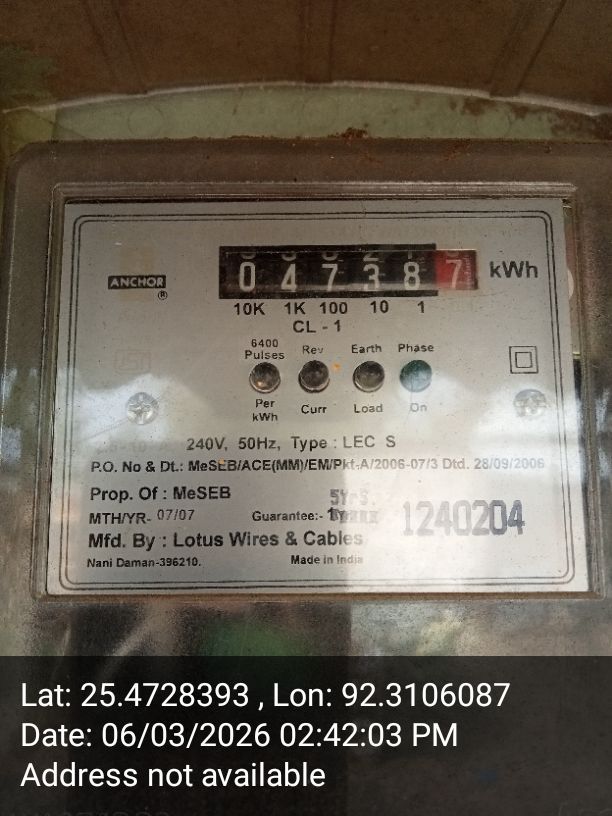 ANCHOR
®
0 4 7 3 8 7 kWh
10K 1K 100 10 1
CL - 1
6400 Pulses Per kWh
Rev Curr
Earth Load
Phase On
240V, 50Hz, Type : LEC S
P.O. No & Dt.: MeSEB/ACE(MM)/EM/Pkt-A/2006-07/3 Dtd. 28/09/2006
Prop. Of : MeSEB
MTH/YR- 07/07
Guarantee:- 5Yrs.
1240204
Mfd. By : Lotus Wires & Cables
Nani Daman-396210.
Made in India
Lat: 25.4728393 , Lon: 92.3106087
Date: 06/03/2026 02:42:03 PM
Address not available